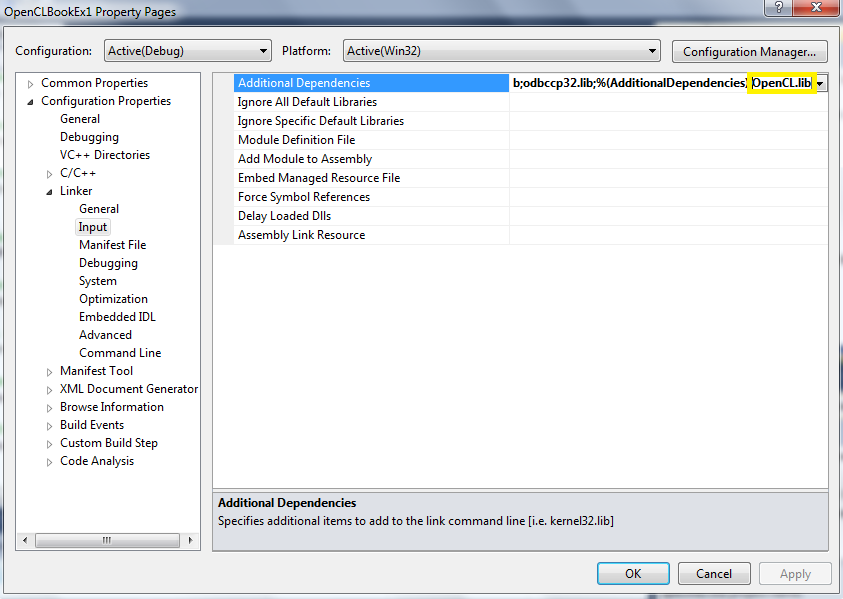 OpenCLBookEx1 Property Pages
?
Configuration: Active(Debug) Platform: Active(Win32) Configuration Manager...
Common Properties
Configuration Properties
General
Debugging
VC++ Directories
C/C++
Linker
General
Input
Manifest File
Debugging
System
Optimization
Embedded IDL
Advanced
Command Line
Manifest Tool
XML Document Generator
Browse Information
Build Events
Custom Build Step
Code Analysis
Additional Dependencies b;odbccp32.lib;%(AdditionalDependencies) OpenCL.lib
Ignore All Default Libraries
Ignore Specific Default Libraries
Module Definition File
Add Module to Assembly
Embed Managed Resource File
Force Symbol References
Delay Loaded Dlls
Assembly Link Resource
Additional Dependencies
Specifies additional items to add to the link command line [i.e. kernel32.lib]
OK Cancel Apply